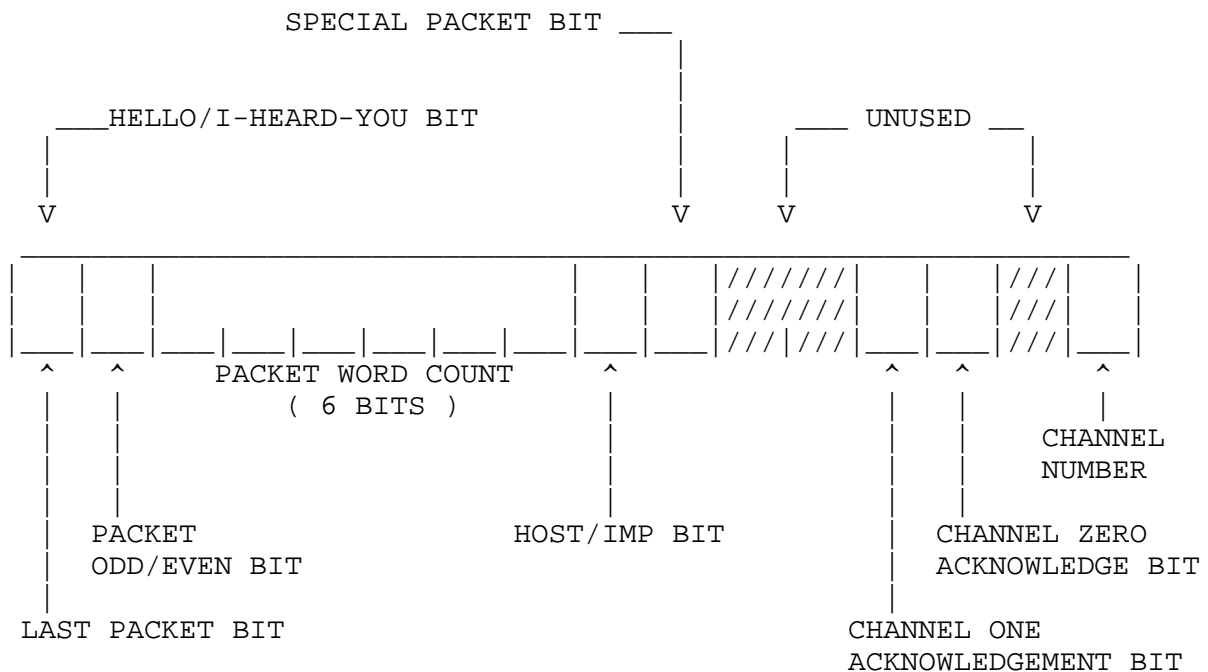 SPECIAL PACKET BIT
HELLO/I-HEARD-YOU BIT UNUSED
PACKET WORD COUNT
( 6 BITS )
CHANNEL
NUMBER
PACKET HOST/IMP BIT CHANNEL ZERO
ODD/EVEN BIT ACKNOWLEDGE BIT
LAST PACKET BIT CHANNEL ONE
ACKNOWLEDGEMENT BIT